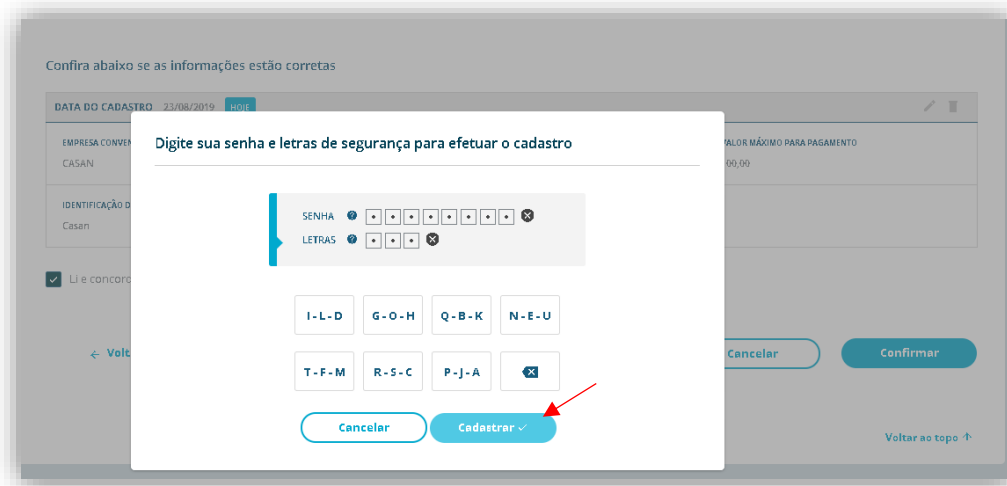 Confira abaixo se as informações estão corretas
DATA DO CADASTRO 23/08/2019 HOJE
EMPRESA CONVEN
VALOR MÁXIMO PARA PAGAMENTO
CASAN
00,00
IDENTIFICAÇÃO D
Casan
Li e concord
← Volt
Cancelar
Confirmar
Voltar ao topo ↑
Digite sua senha e letras de segurança para efetuar o cadastro
SENHA
LETRAS
I - L - D G - O - H Q - B - K N - E - U
T - F - M R - S - C P - J - A
Cancelar Cadastrar ✓